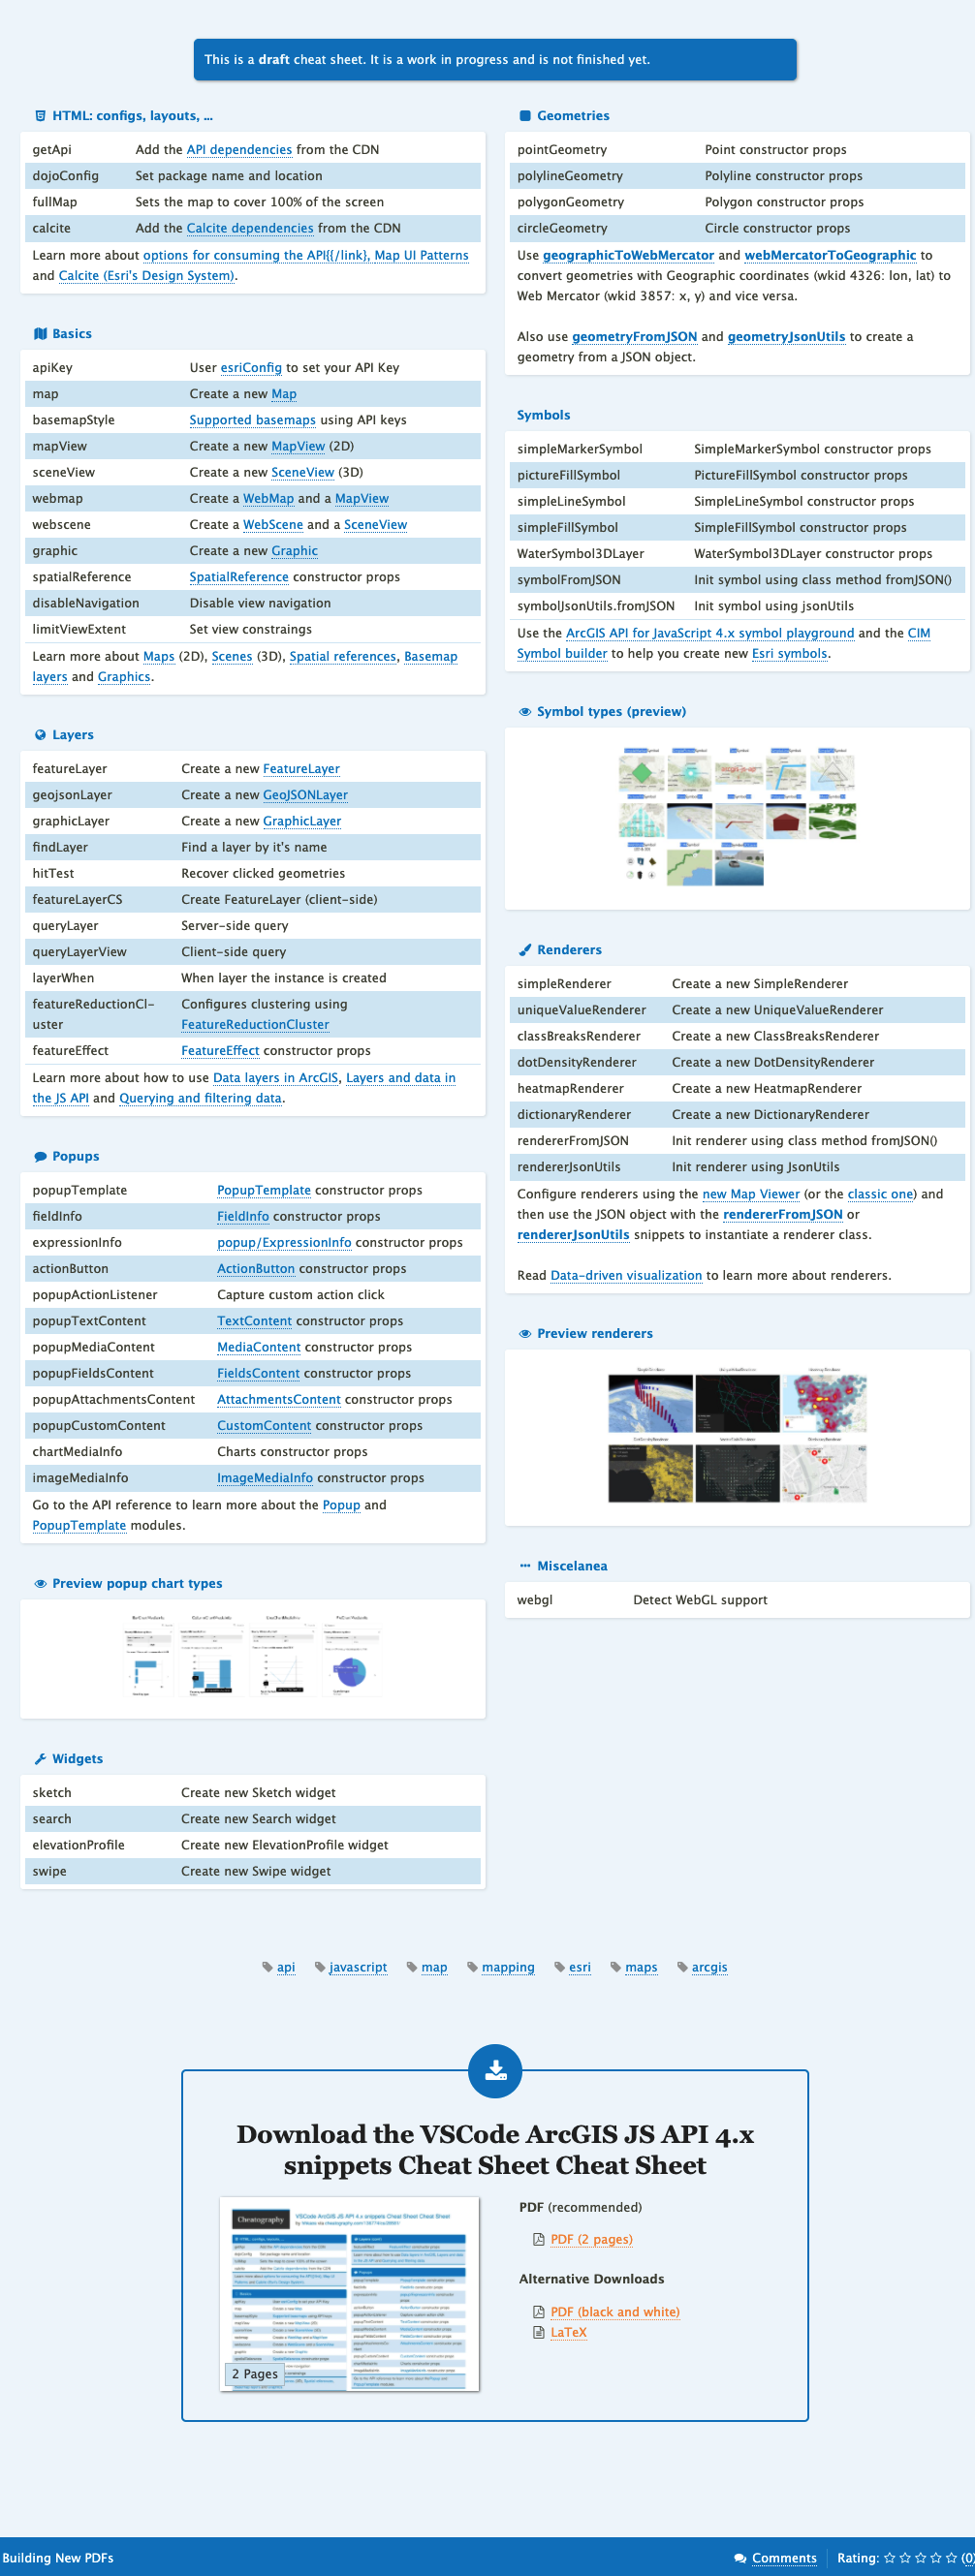 This is a draft cheat sheet. It is a work in progress and is not finished yet.
HTML: configs, layouts, ...
getApi Add the API dependencies from the CDN
dojoConfig Set package name and location
fullMap Sets the map to cover 100% of the screen
calcite Add the Calcite dependencies from the CDN
Learn more about options for consuming the API{{/link}, Map UI Patterns
and Calcite (Esri's Design System).
Basics
apiKey User esriConfig to set your API Key
map Create a new Map
basemapStyle Supported basemaps using API keys
mapView Create a new MapView (2D)
sceneView Create a new SceneView (3D)
webmap Create a WebMap and a MapView
webscene Create a WebScene and a SceneView
graphic Create a new Graphic
spatialReference SpatialReference constructor props
disableNavigation Disable view navigation
limitViewExtent Set view constraings
Learn more about Maps (2D), Scenes (3D), Spatial references, Basemap
layers and Graphics.
Layers
featureLayer Create a new FeatureLayer
geojsonLayer Create a new GeoJSONLayer
graphicLayer Create a new GraphicLayer
findLayer Find a layer by it's name
hitTest Recover clicked geometries
featureLayerCS Create FeatureLayer (client-side)
queryLayer Server-side query
queryLayerView Client-side query
layerWhen When layer the instance is created
featureReductionCl- Configures clustering using
uster FeatureReductionCluster
featureEffect FeatureEffect constructor props
Learn more about how to use Data layers in ArcGIS, Layers and data in
the JS API and Querying and filtering data.
Popups
popupTemplate PopupTemplate constructor props
fieldInfo FieldInfo constructor props
expressionInfo popup/ExpressionInfo constructor props
actionButton ActionButton constructor props
popupActionListener Capture custom action click
popupTextContent TextContent constructor props
popupMediaContent MediaContent constructor props
popupFieldsContent FieldsContent constructor props
popupAttachmentsContent AttachmentsContent constructor props
popupCustomContent CustomContent constructor props
chartMediaInfo Charts constructor props
imageMediaInfo ImageMediaInfo constructor props
Go to the API reference to learn more about the Popup and
PopupTemplate modules.
Preview popup chart types
Widgets
sketch Create new Sketch widget
search Create new Search widget
elevationProfile Create new ElevationProfile widget
swipe Create new Swipe widget
Geometries
pointGeometry Point constructor props
polylineGeometry Polyline constructor props
polygonGeometry Polygon constructor props
circleGeometry Circle constructor props
Use geographicToWebMercator and webMercatorToGeographic to
convert geometries with Geographic coordinates (wkid 4326: lon, lat) to
Web Mercator (wkid 3857: x, y) and vice versa.
Also use geometryFromJSON and geometryJsonUtils to create a
geometry from a JSON object.
Symbols
simpleMarkerSymbol SimpleMarkerSymbol constructor props
pictureFillSymbol PictureFillSymbol constructor props
simpleLineSymbol SimpleLineSymbol constructor props
simpleFillSymbol SimpleFillSymbol constructor props
WaterSymbol3DLayer WaterSymbol3DLayer constructor props
symbolFromJSON Init symbol using class method fromJSON()
symbolJsonUtils.fromJSON Init symbol using jsonUtils
Use the ArcGIS API for JavaScript 4.x symbol playground and the CIM
Symbol builder to help you create new Esri symbols.
Symbol types (preview)
Renderers
simpleRenderer Create a new SimpleRenderer
uniqueValueRenderer Create a new UniqueValueRenderer
classBreaksRenderer Create a new ClassBreaksRenderer
dotDensityRenderer Create a new DotDensityRenderer
heatmapRenderer Create a new HeatmapRenderer
dictionaryRenderer Create a new DictionaryRenderer
rendererFromJSON Init renderer using class method fromJSON()
rendererJsonUtils Init renderer using JsonUtils
Configure renderers using the new Map Viewer (or the classic one) and
then use the JSON object with the rendererFromJSON or
rendererJsonUtils snippets to instantiate a renderer class.
Read Data-driven visualization to learn more about renderers.
Preview renderers
Miscelanea
webgl Detect WebGL support
api javascript map mapping esri maps arcgis
Download the VSCode ArcGIS JS API 4.x
snippets Cheat Sheet Cheat Sheet
Cheatography
VSCode ArcGIS JS API 4.x snippets Cheat Sheet Cheat Sheet
2 Pages
PDF (recommended)
PDF (2 pages)
Alternative Downloads
PDF (black and white)
LaTeX
Building New PDFs Comments Rating: (0)